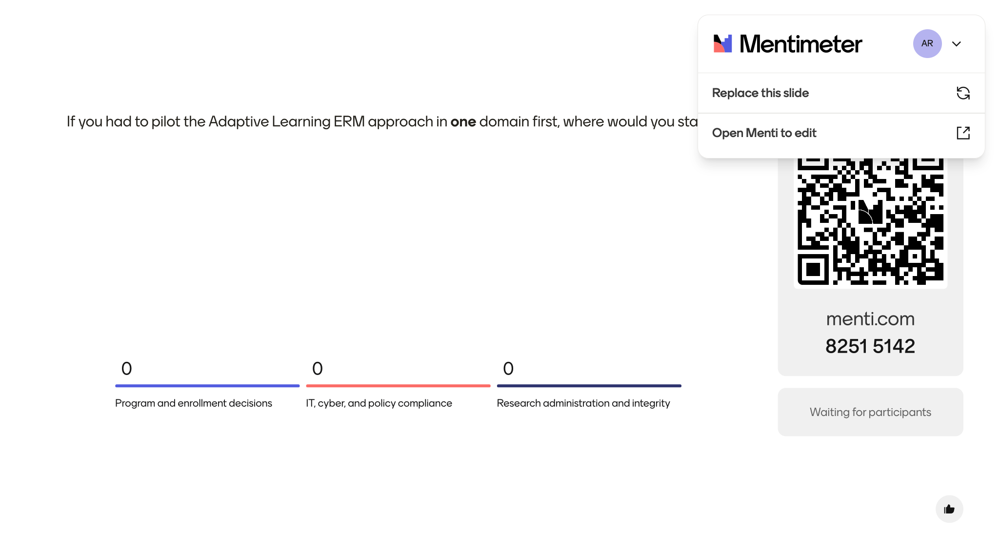 Mentimeter
AR
Replace this slide
Open Menti to edit
If you had to pilot the Adaptive Learning ERM approach in one domain first, where would you sta
menti.com
8251 5142
0
0
0
Program and enrollment decisions
IT, cyber, and policy compliance
Research administration and integrity
Waiting for participants